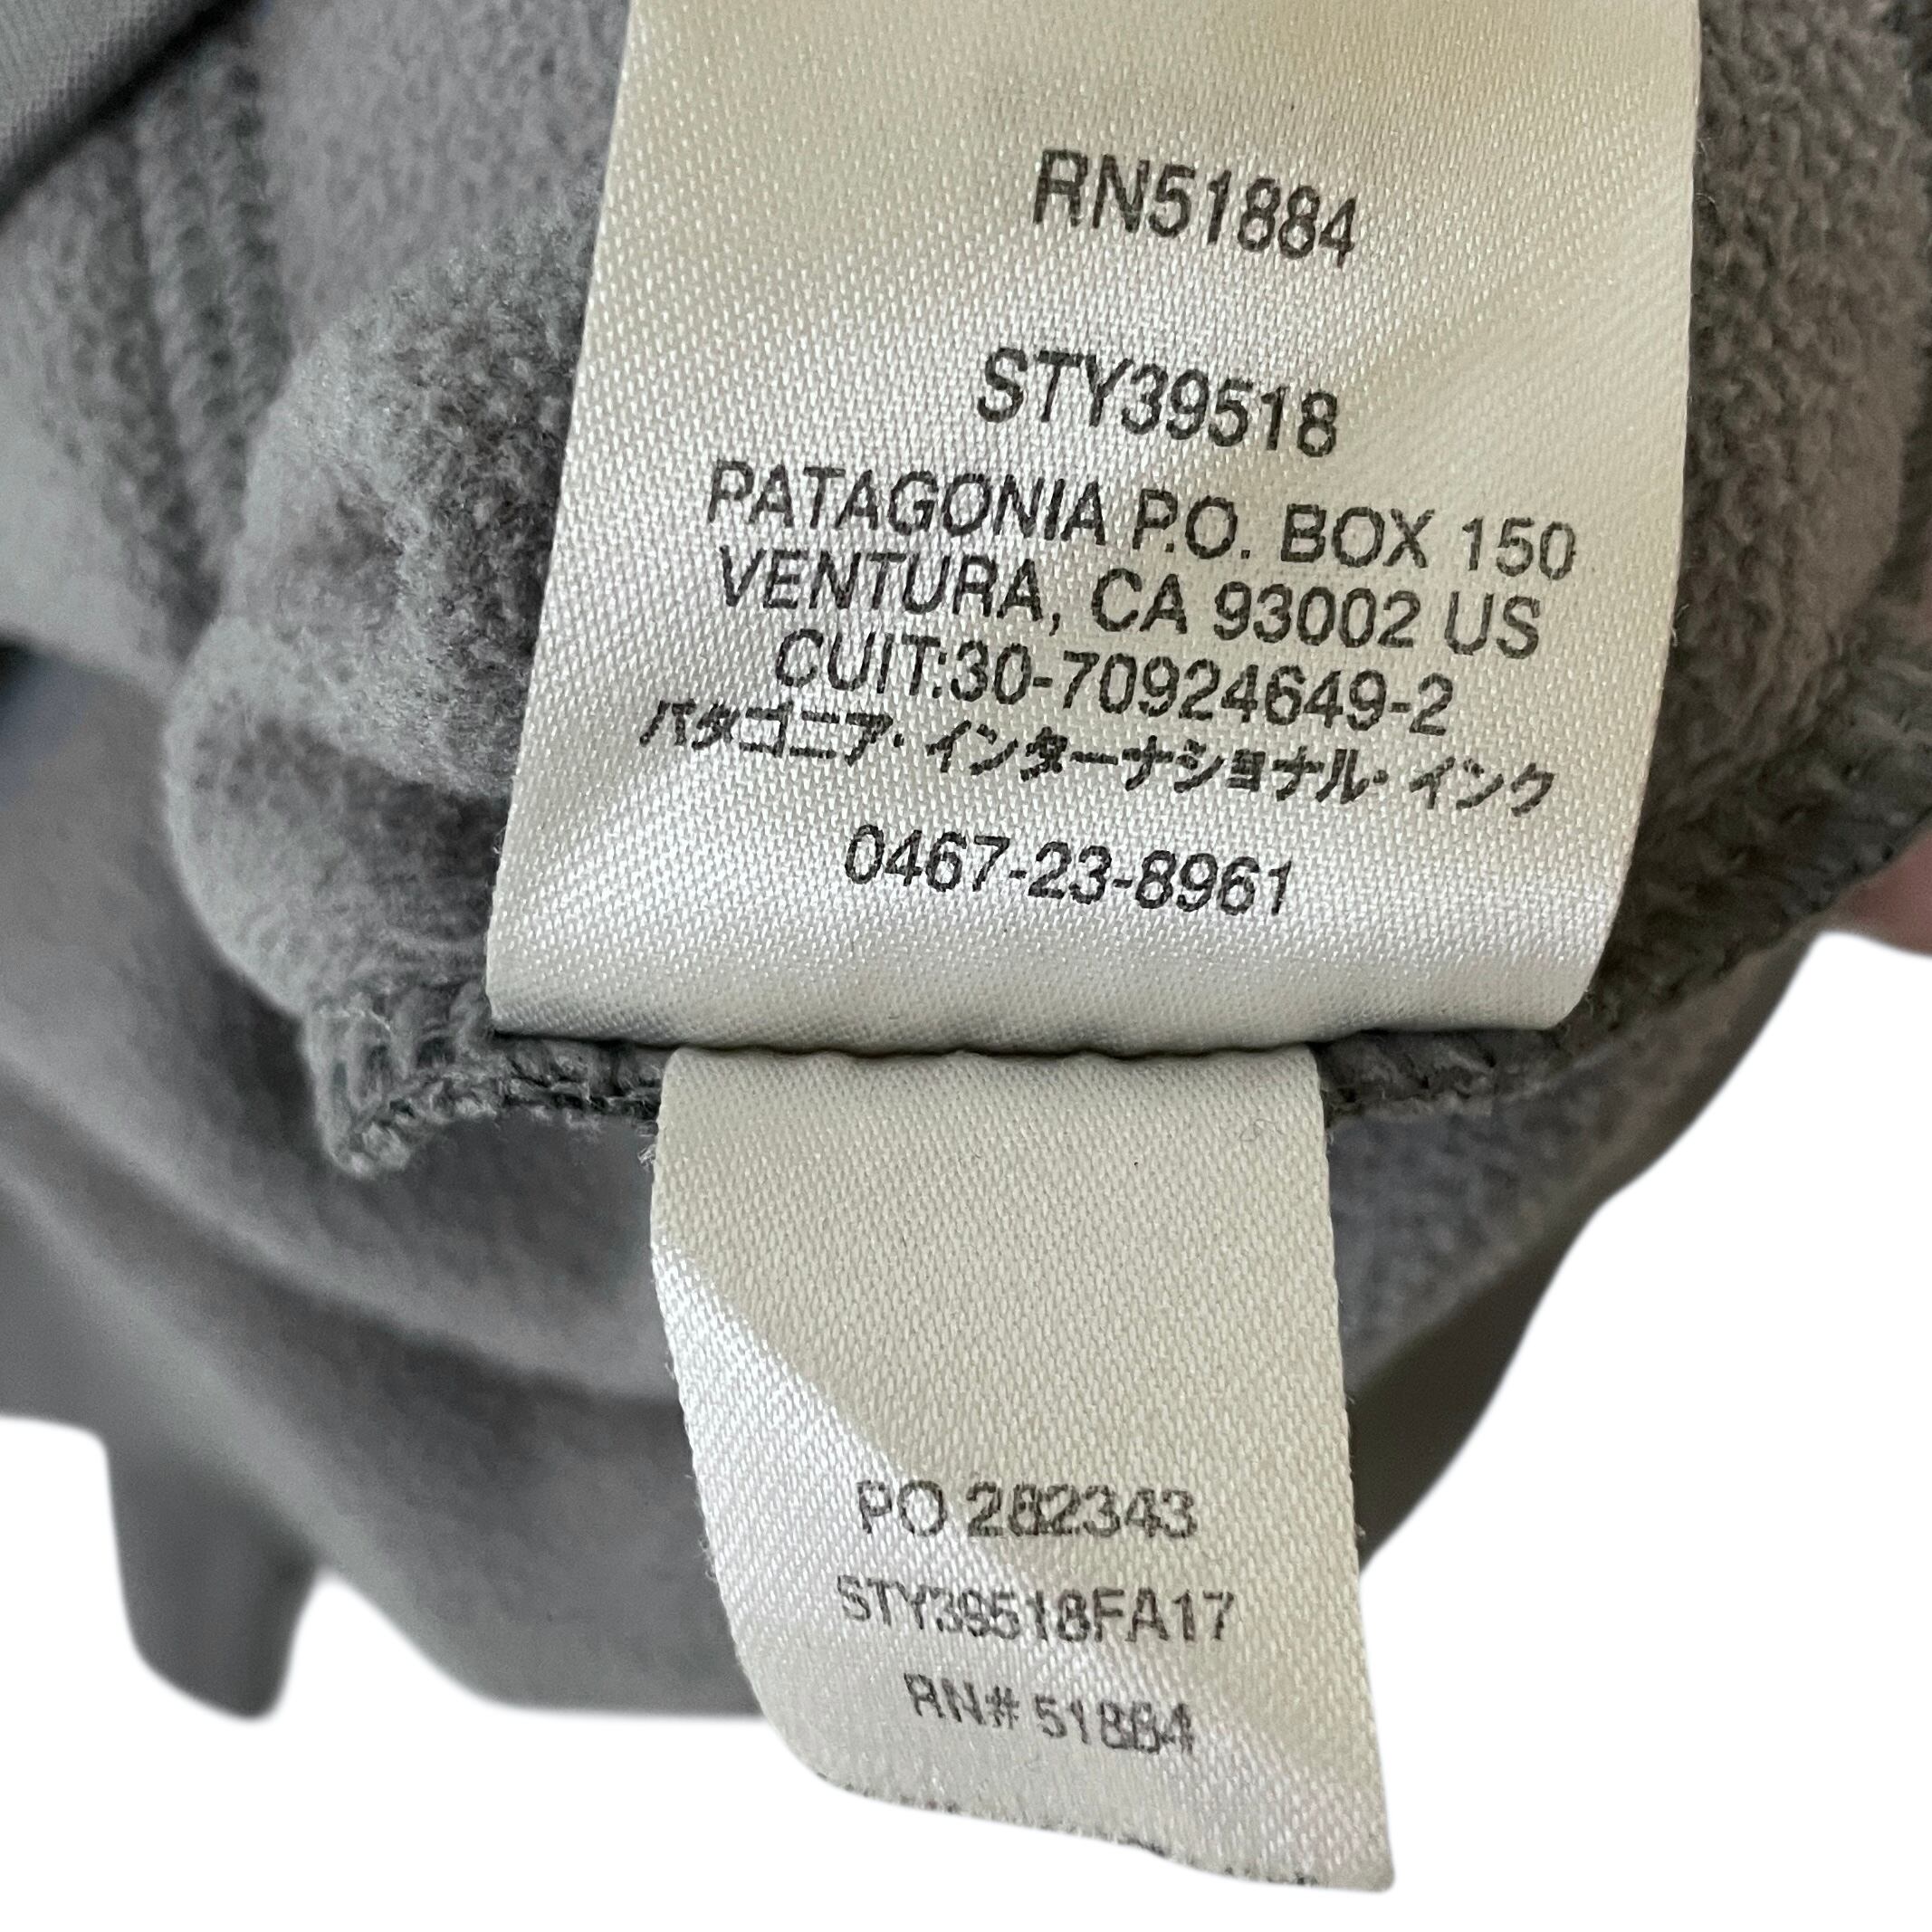 RN51884
STY39518
PATAGONIA P.O. BOX 150
VENTURA, CA 93002 US
CUIT:30-70924649-2
パタゴニア・インターナショナル・インク
0467-23-8961
PO 282343
STY39518FA17
RN# 51884